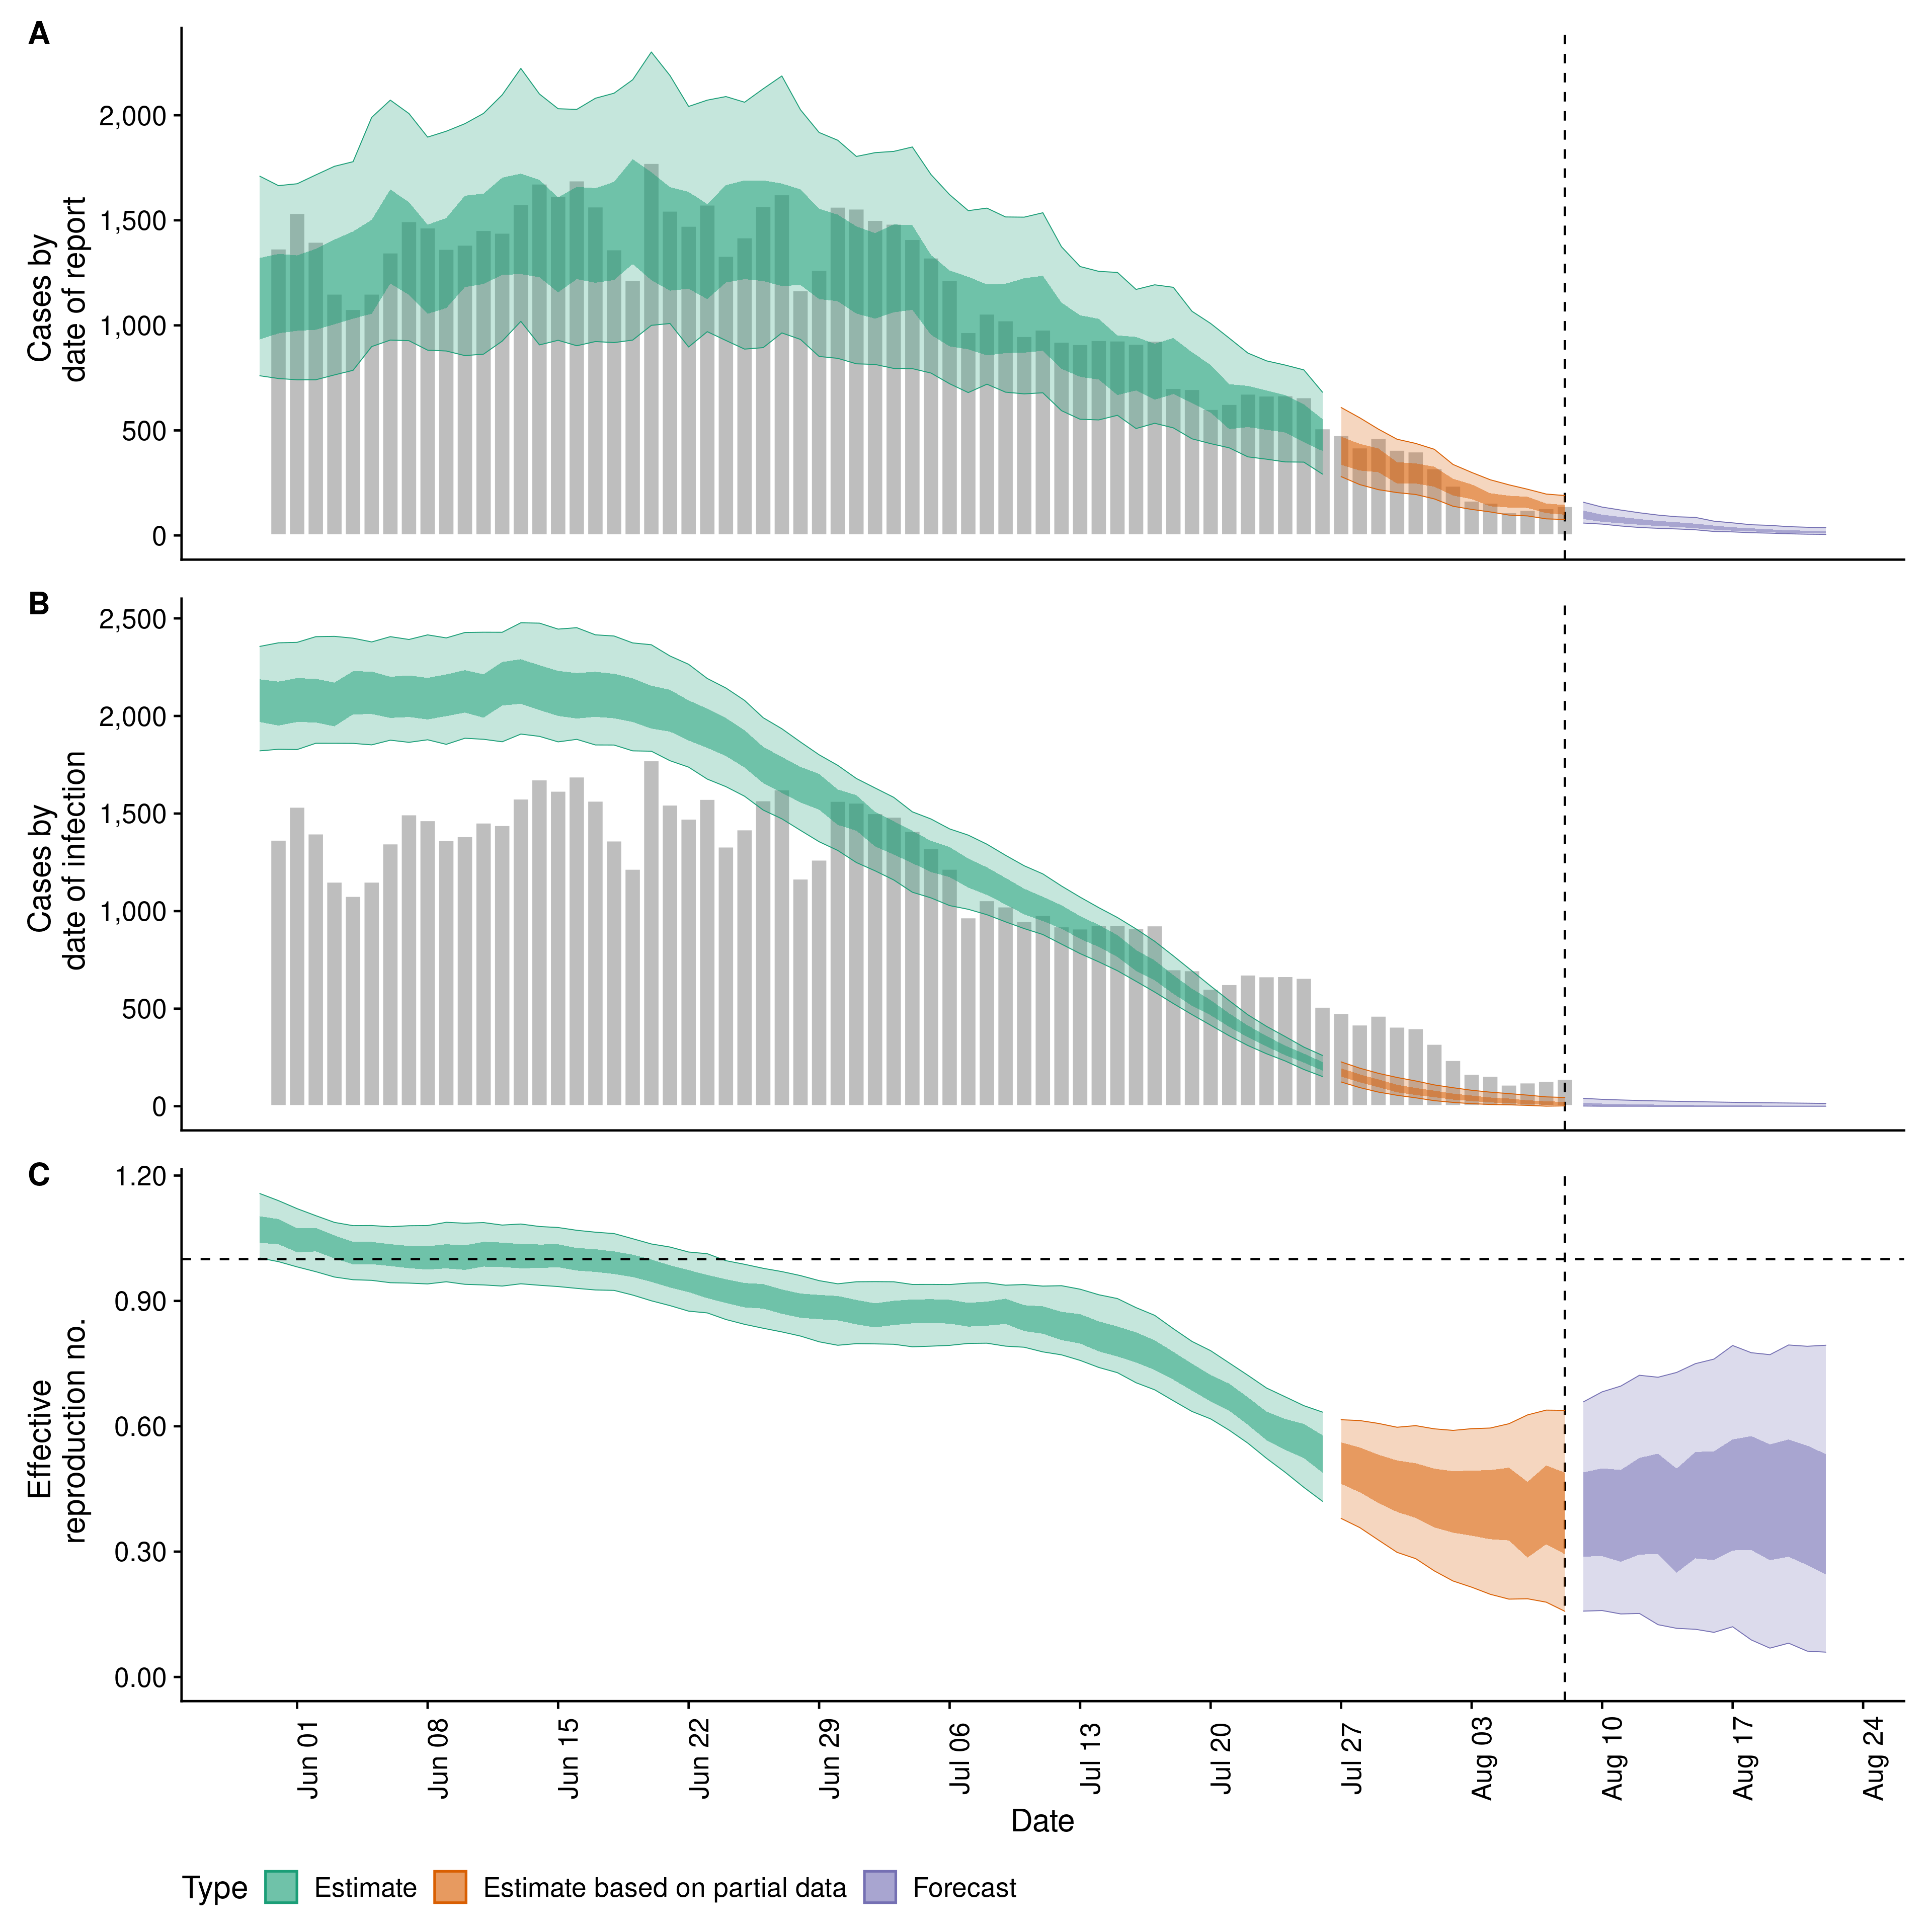 A
Cases by
date of report
2,000
1,500
1,000
500
0
B
Cases by
date of infection
2,500
2,000
1,500
1,000
500
0
C
Effective
reproduction no.
1.20
0.90
0.60
0.30
0.00
Jun 01
Jun 08
Jun 15
Jun 22
Jun 29
Jul 06
Jul 13
Jul 20
Jul 27
Aug 03
Aug 10
Aug 17
Aug 24
Date
Type Estimate Estimate based on partial data Forecast